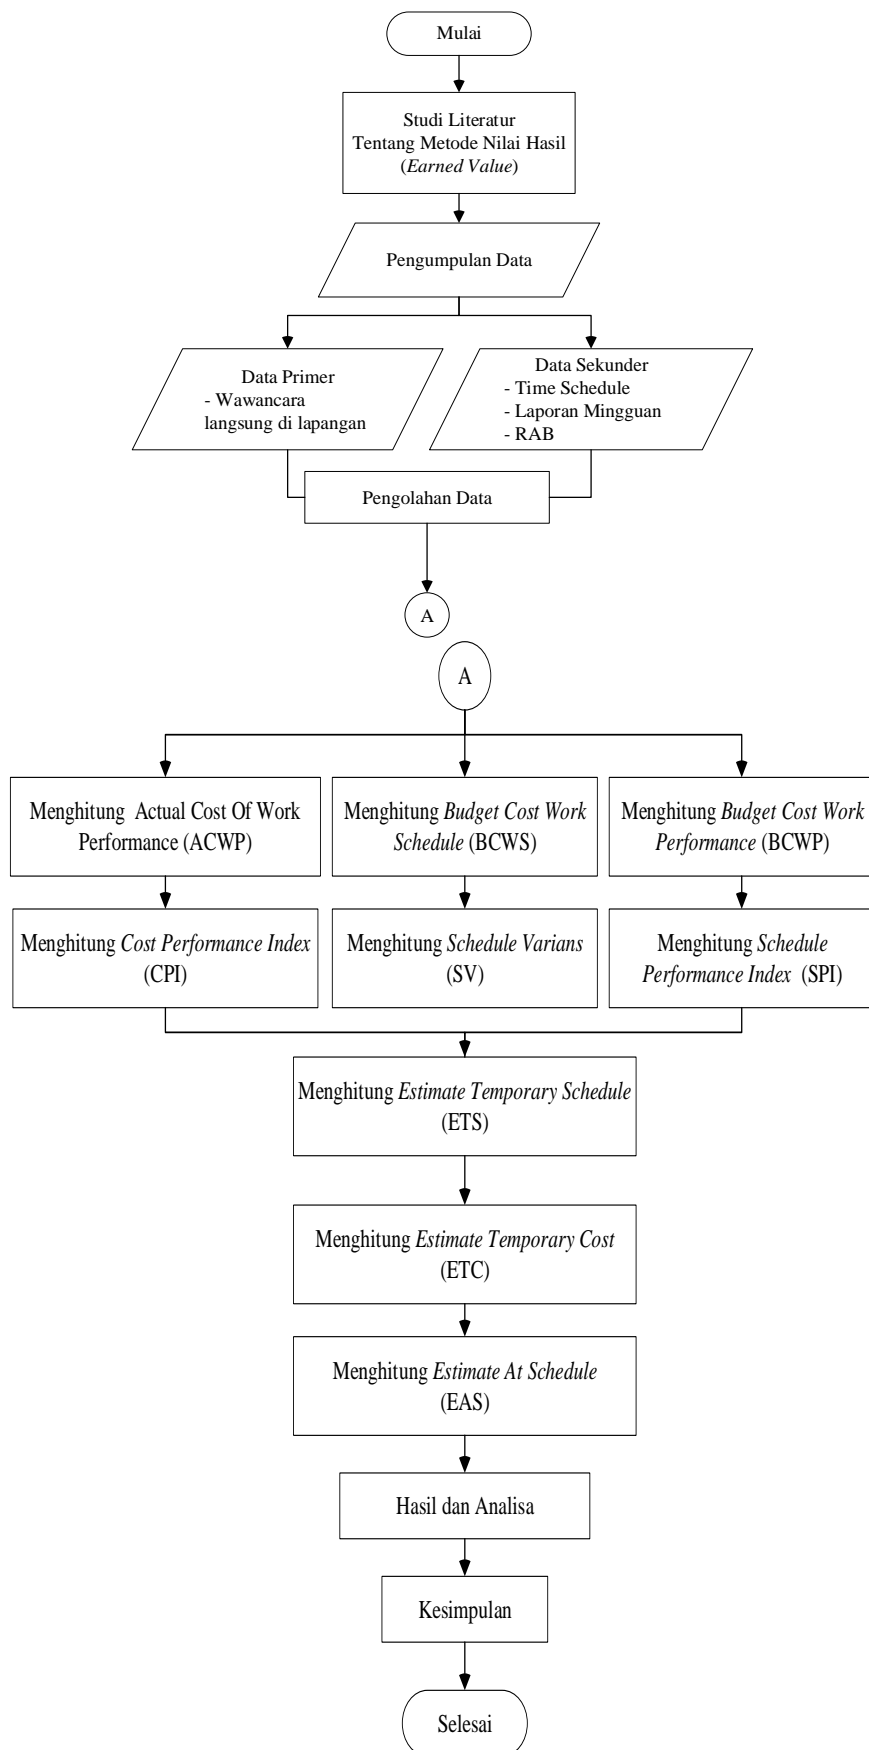 Mulai
Studi Literatur
Tentang Metode Nilai Hasil
(Earned Value)
Pengumpulan Data
Data Primer
- Wawancara
langsung di lapangan
Data Sekunder
- Time Schedule
- Laporan Mingguan
- RAB
Pengolahan Data
A
A
Menghitung Actual Cost Of Work
Performance (ACWP)
Menghitung Budget Cost Work
Schedule (BCWS)
Menghitung Budget Cost Work
Performance (BCWP)
Menghitung Cost Performance Index
(CPI)
Menghitung Schedule Varians
(SV)
Menghitung Schedule
Performance Index (SPI)
Menghitung Estimate Temporary Schedule
(ETS)
Menghitung Estimate Temporary Cost
(ETC)
Menghitung Estimate At Schedule
(EAS)
Hasil dan Analisa
Kesimpulan
Selesai